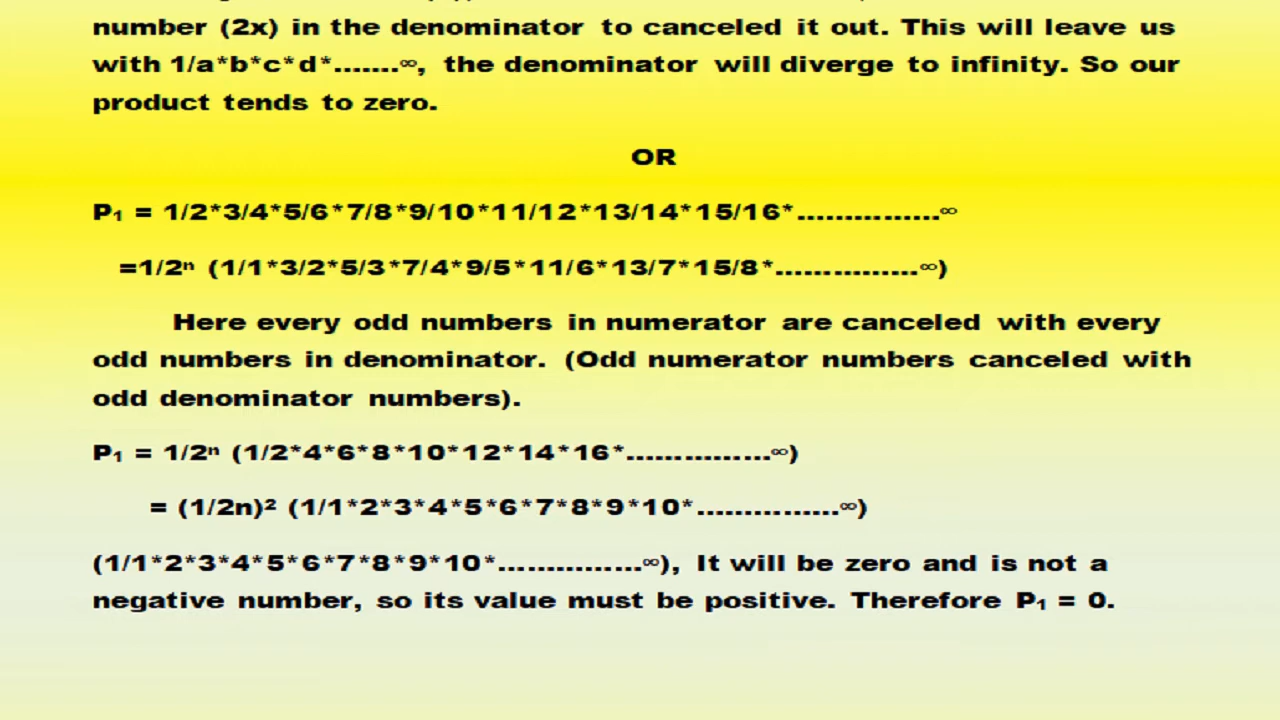 number (2x) in the denominator to canceled it out. This will leave us
with 1/a*b*c*d*.......∞, the denominator will diverge to infinity. So our
product tends to zero.
OR
P₁ = 1/2*3/4*5/6*7/8*9/10*11/12*13/14*15/16*...............∞
=1/2ⁿ (1/1*3/2*5/3*7/4*9/5*11/6*13/7*15/8*...............∞)
Here every odd numbers in numerator are canceled with every
odd numbers in denominator. (Odd numerator numbers canceled with
odd denominator numbers).
P₁ = 1/2ⁿ (1/2*4*6*8*10*12*14*16*...............∞)
= (1/2n)² (1/1*2*3*4*5*6*7*8*9*10*...............∞)
(1/1*2*3*4*5*6*7*8*9*10*...............∞), It will be zero and is not a
negative number, so its value must be positive. Therefore P₁ = 0.